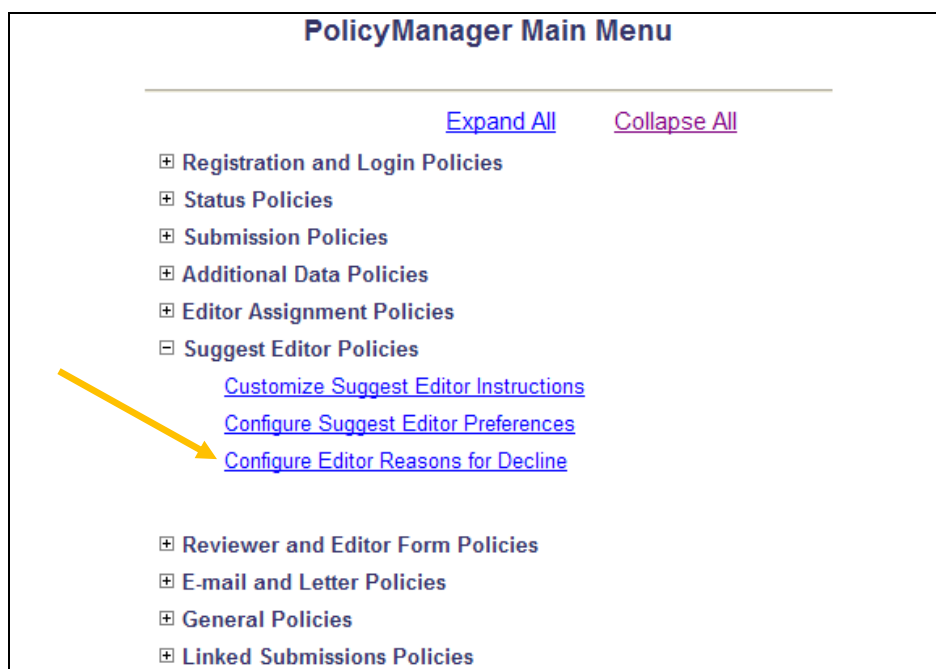 PolicyManager Main Menu
Expand All Collapse All
Registration and Login Policies
Status Policies
Submission Policies
Additional Data Policies
Editor Assignment Policies
Suggest Editor Policies
Customize Suggest Editor Instructions
Configure Suggest Editor Preferences
Configure Editor Reasons for Decline
Reviewer and Editor Form Policies
E-mail and Letter Policies
General Policies
Linked Submissions Policies